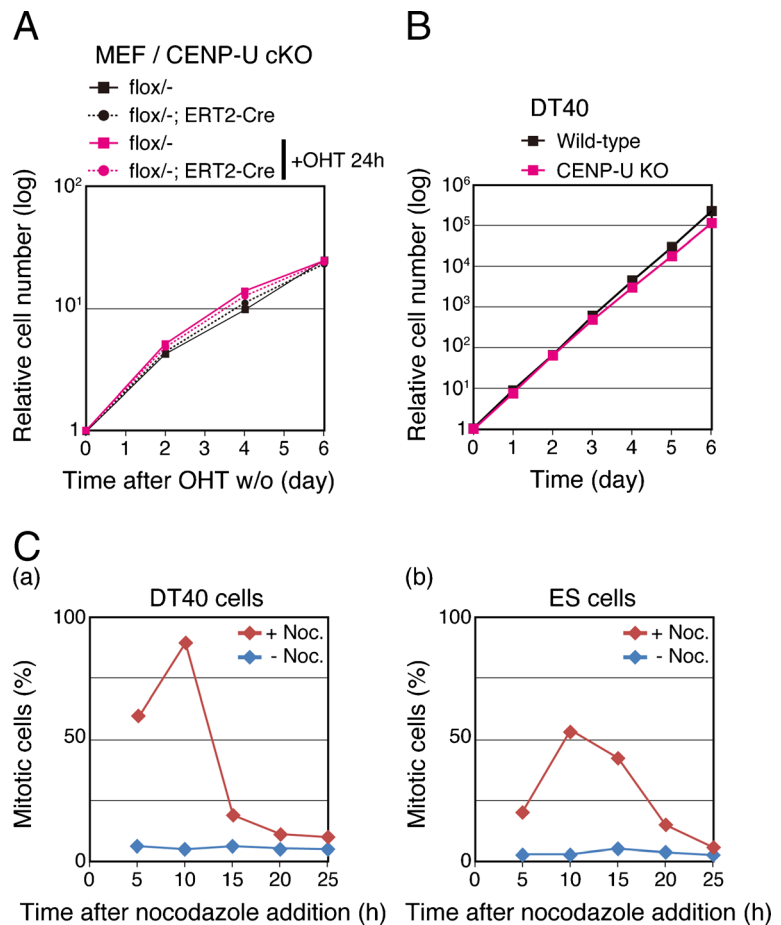 A
MEF / CENP-U cKO
flox/-
flox/-; ERT2-Cre
flox/-
flox/-; ERT2-Cre
+OHT 24h
Relative cell number (log)
10²
10¹
1
0 1 2 3 4 5 6
Time after OHT w/o (day)
B
DT40
Wild-type
CENP-U KO
Relative cell number (log)
10⁶
10⁵
10⁴
10³
10²
10¹
1
0 1 2 3 4 5 6
Time (day)
C
(a)
DT40 cells
+ Noc.
- Noc.
Mitotic cells (%)
100
50
0
0 5 10 15 20 25
Time after nocodazole addition (h)
(b)
ES cells
+ Noc.
- Noc.
Mitotic cells (%)
100
50
0
0 5 10 15 20 25
Time after nocodazole addition (h)